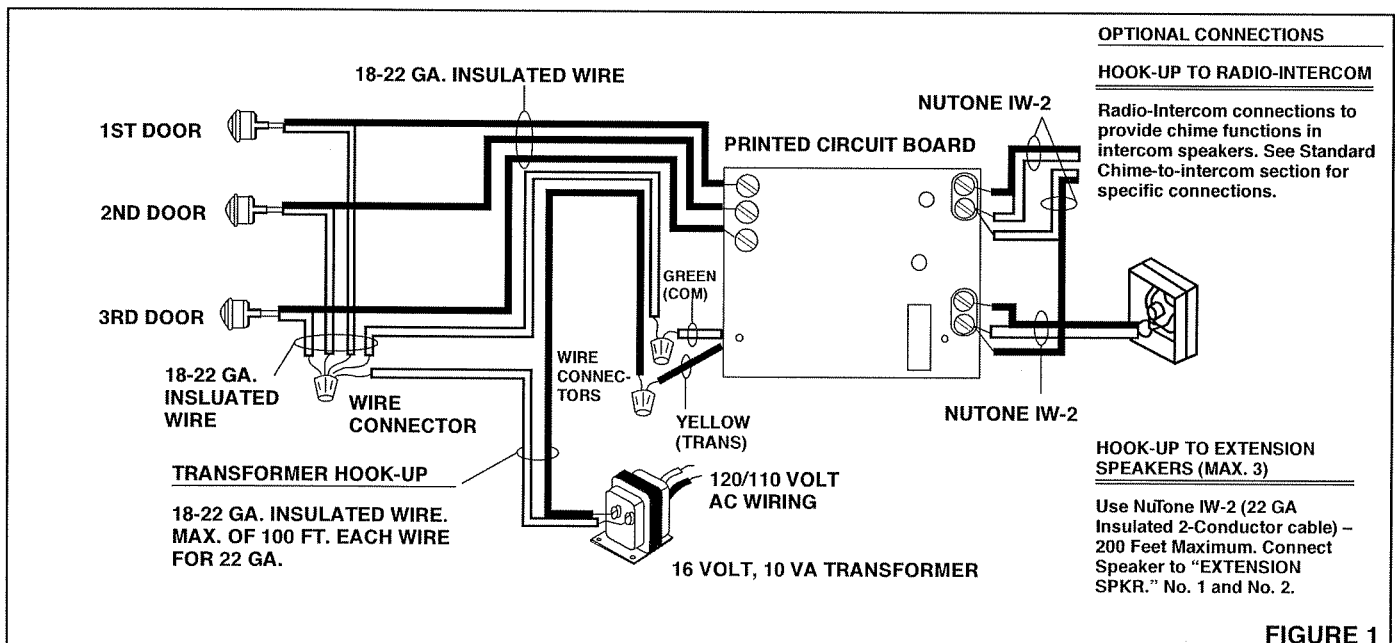 OPTIONAL CONNECTIONS
HOOK-UP TO RADIO-INTERCOM
Radio-Intercom connections to
provide chime functions in
intercom speakers. See Standard
Chime-to-intercom section for
specific connections.
18-22 GA. INSULATED WIRE
NUTONE IW-2
1ST DOOR
PRINTED CIRCUIT BOARD
2ND DOOR
GREEN
(COM)
3RD DOOR
WIRE
CONNEC-
TORS
18-22 GA.
INSLUATED
WIRE
WIRE
CONNECTOR
YELLOW
(TRANS)
NUTONE IW-2
TRANSFORMER HOOK-UP
18-22 GA. INSULATED WIRE.
MAX. OF 100 FT. EACH WIRE
FOR 22 GA.
120/110 VOLT
AC WIRING
16 VOLT, 10 VA TRANSFORMER
HOOK-UP TO EXTENSION
SPEAKERS (MAX. 3)
Use NuTone IW-2 (22 GA
Insulated 2-Conductor cable) –
200 Feet Maximum. Connect
Speaker to “EXTENSION
SPKR.” No. 1 and No. 2.
FIGURE 1